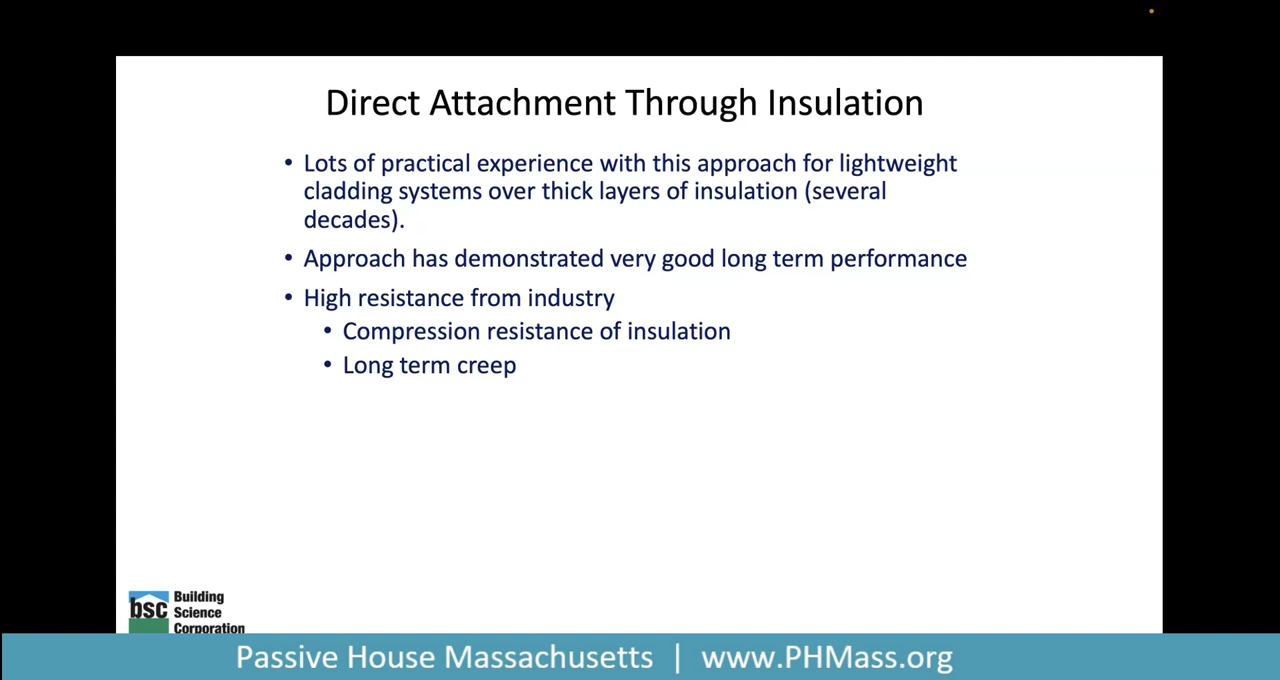 Direct Attachment Through Insulation
• Lots of practical experience with this approach for lightweight
cladding systems over thick layers of insulation (several
decades).
• Approach has demonstrated very good long term performance
• High resistance from industry
• Compression resistance of insulation
• Long term creep
bsc
Building
Science
Corporation
Passive House Massachusetts | www.PHMass.org